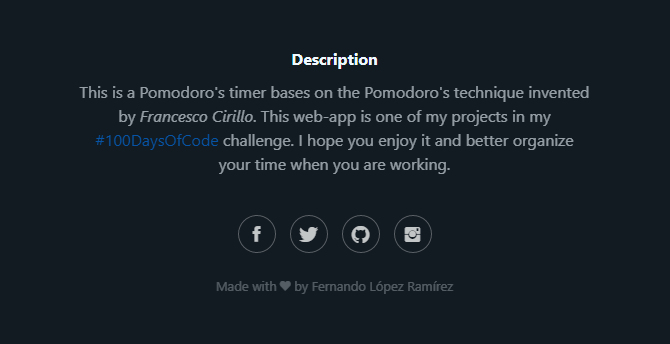 Description
This is a Pomodoro's timer bases on the Pomodoro's technique invented
by Francesco Cirillo. This web-app is one of my projects in my
#100DaysOfCode challenge. I hope you enjoy it and better organize
your time when you are working.
Made with ❤ by Fernando López Ramírez